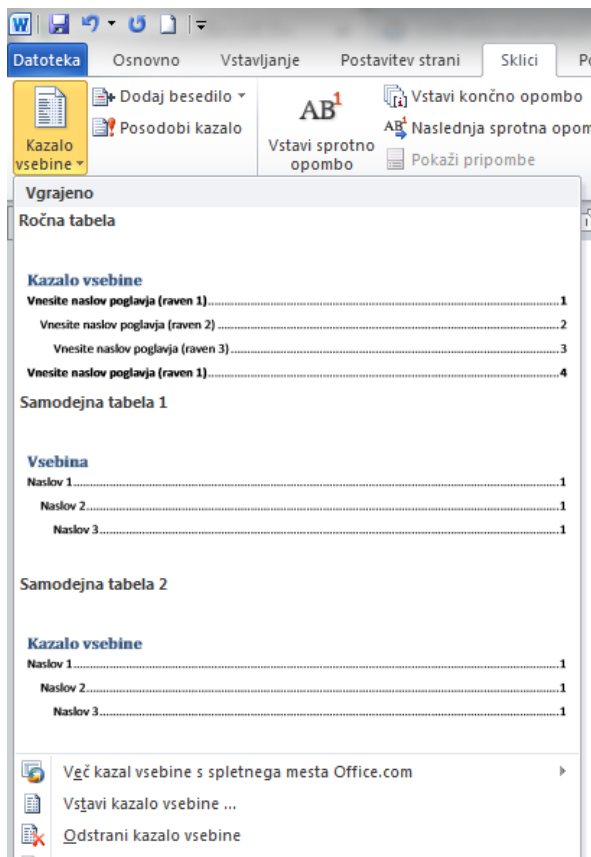 W
Datoteka Osnovno Vstavljanje Postavitev strani Sklici
Dodaj besedilo
Posodobi kazalo
Kazalo
vsebine
AB1
Vstavi sprotno
opombo
Vstavi končno opombo
AB1 Naslednja sprotna opom
Pokaži pripombe
Vgrajeno
Ročna tabela
Kazalo vsebine
Vnesite naslov poglavja (raven 1)....................1
Vnesite naslov poglavja (raven 2)....................2
Vnesite naslov poglavja (raven 3)....................3
Vnesite naslov poglavja (raven 1)....................4
Samodejna tabela 1
Vsebina
Naslov 1....................1
Naslov 2....................1
Naslov 3....................1
Samodejna tabela 2
Kazalo vsebine
Naslov 1....................1
Naslov 2....................1
Naslov 3....................1
Več kazal vsebine s spletnega mesta Office.com
Vstavi kazalo vsebine ...
Odstrani kazalo vsebine